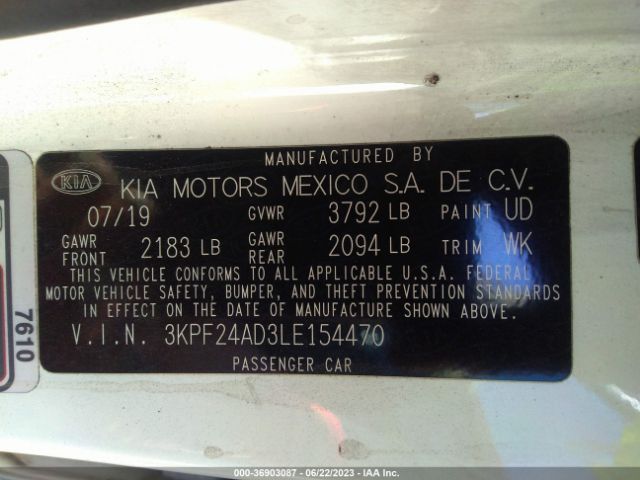 MANUFACTURED BY
KIA KIA MOTORS MEXICO S.A. DE C.V.
07/19 GVWR 3792 LB PAINT UD
GAWR FRONT 2183 LB GAWR REAR 2094 LB TRIM WK
THIS VEHICLE CONFORMS TO ALL APPLICABLE U.S.A. FEDERAL
MOTOR VEHICLE SAFETY, BUMPER, AND THEFT PREVENTION STANDARDS
IN EFFECT ON THE DATE OF MANUFACTURE SHOWN ABOVE.
V.I.N. 3KPF24AD3LE154470
PASSENGER CAR
7610
000-36903087 - 06/22/2023 - IAA Inc.